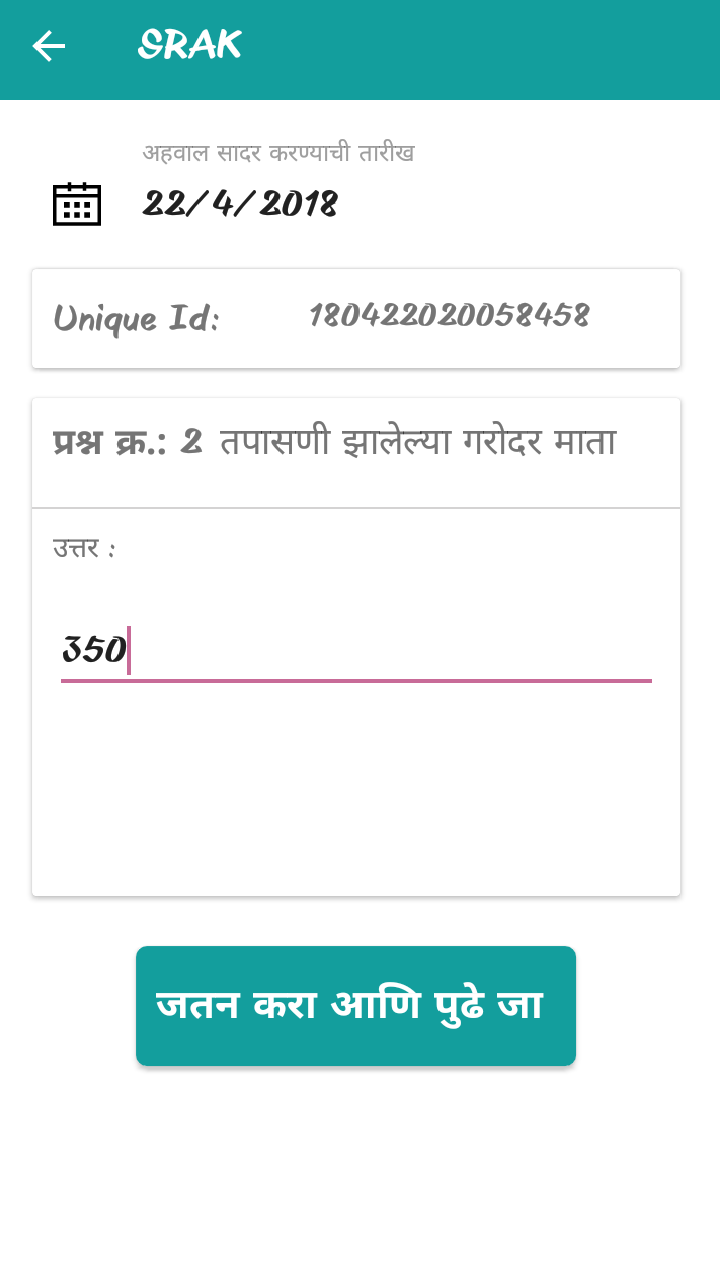 SRAK
अहवाल सादर करण्याची तारीख
22/4/2018
Unique Id: 180422020058458
प्रश्न क्र.: 2 तपासणी झालेल्या गरोदर माता
उत्तर :
350
जतन करा आणि पुढे जा